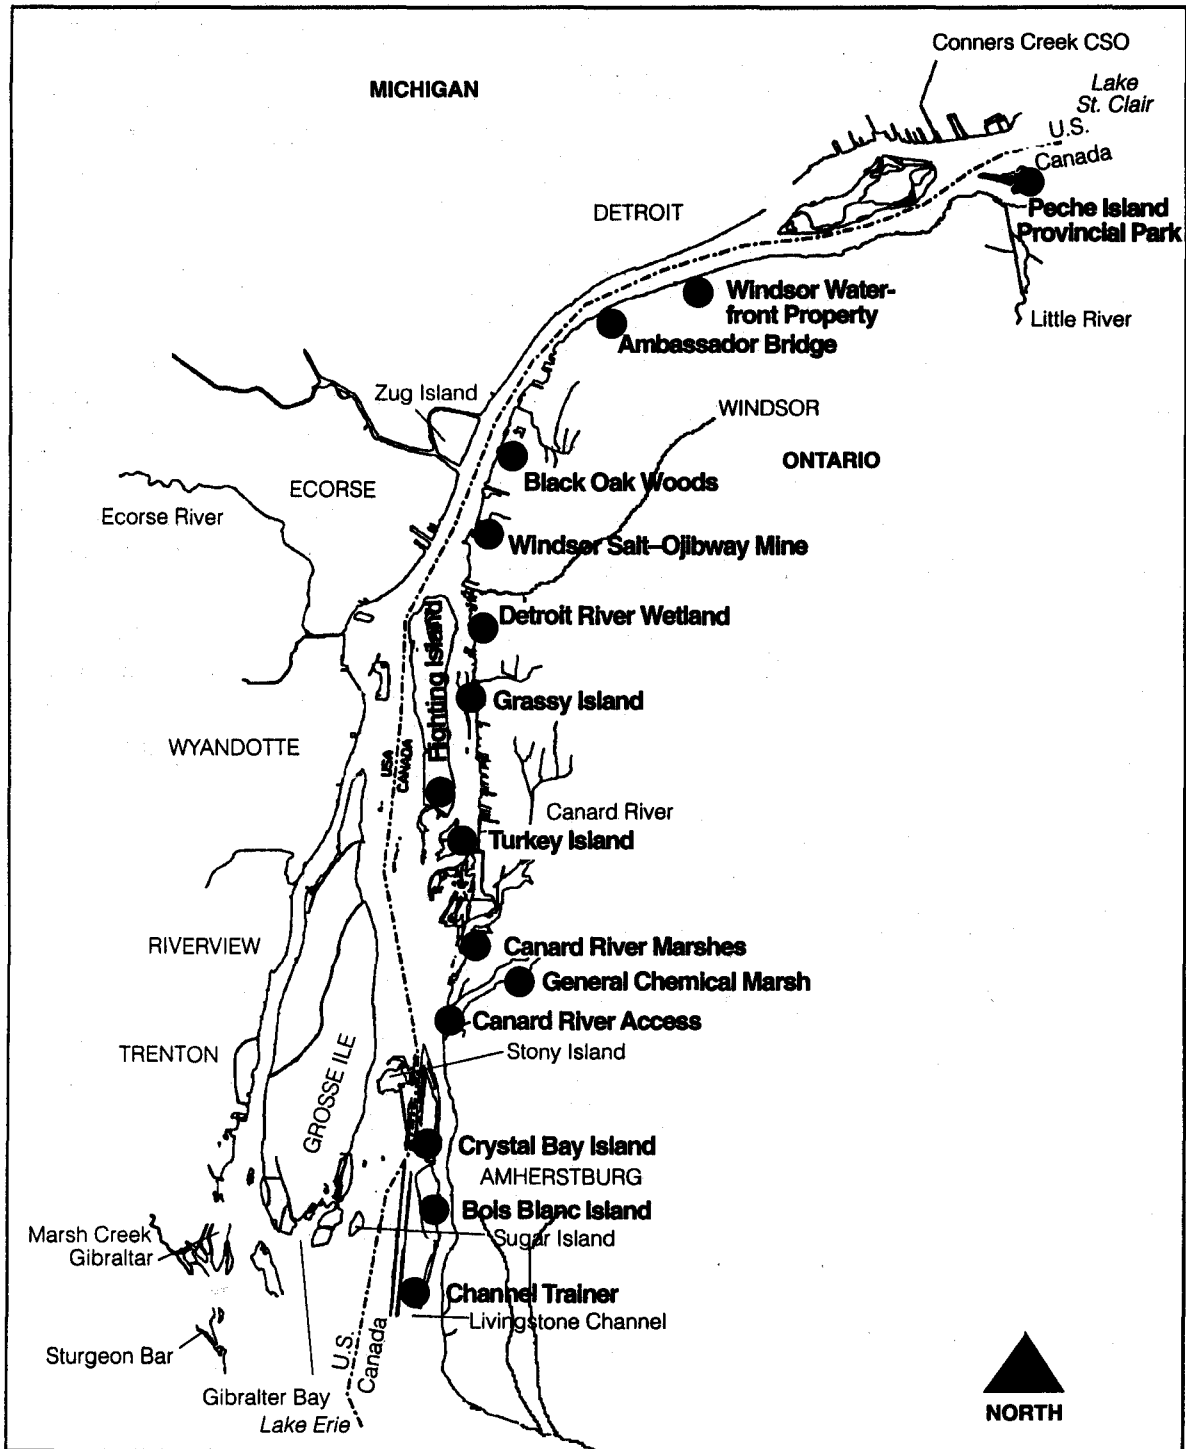 Conners Creek CSO
MICHIGAN
Lake
St. Clair
U.S.
Canada
DETROIT
Peche Island
Provincial Park
Windsor Water-
front Property
Little River
Ambassador Bridge
Zug Island
WINDSOR
ONTARIO
Black Oak Woods
ECORSE
Ecorse River
Windsor Salt–Ojibway Mine
Detroit River Wetland
Fighting Island
Grassy Island
WYANDOTTE
USA
CANADA
Canard River
Turkey Island
RIVERVIEW
Canard River Marshes
General Chemical Marsh
Canard River Access
TRENTON
Stony Island
GROSSE ILE
Crystal Bay Island
AMHERSTBURG
Bois Blanc Island
Marsh Creek
Gibraltar
Sugar Island
Channel Trainer
Livingstone Channel
U.S.
Canada
Sturgeon Bar
Gibralter Bay
Lake Erie
NORTH